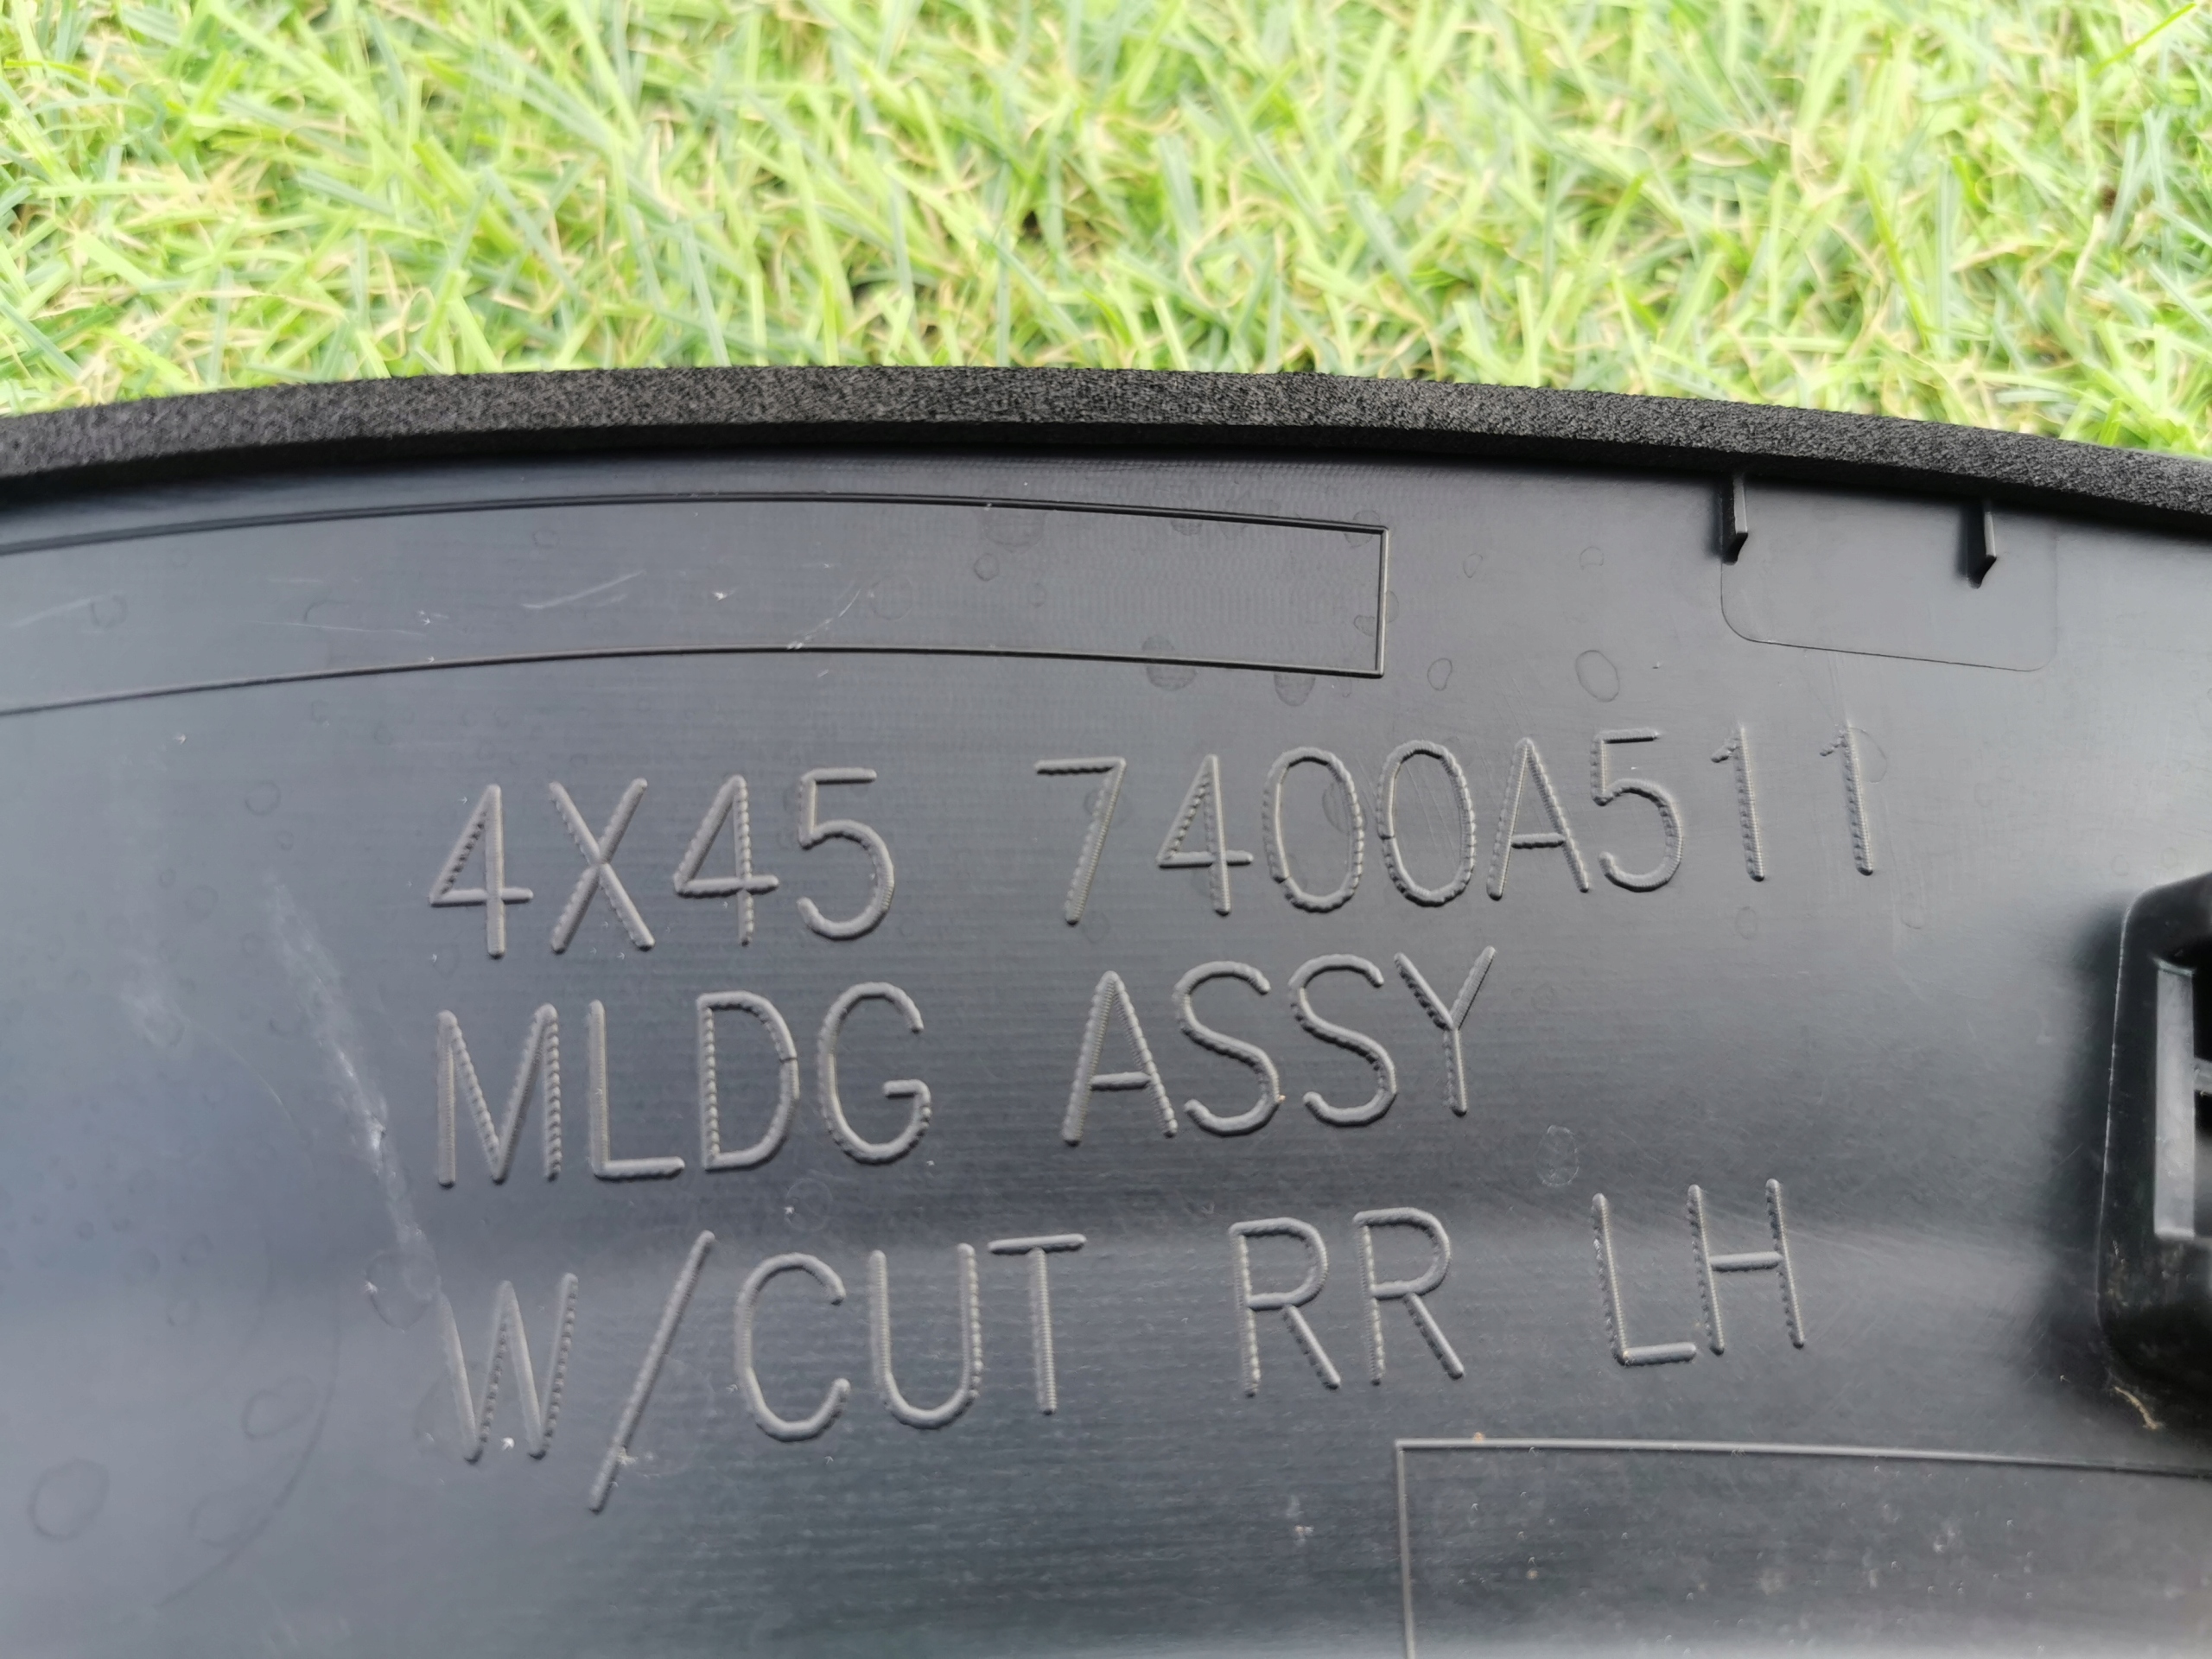 4X45 7400A511
MLDG ASSY
W/CUT RR LH